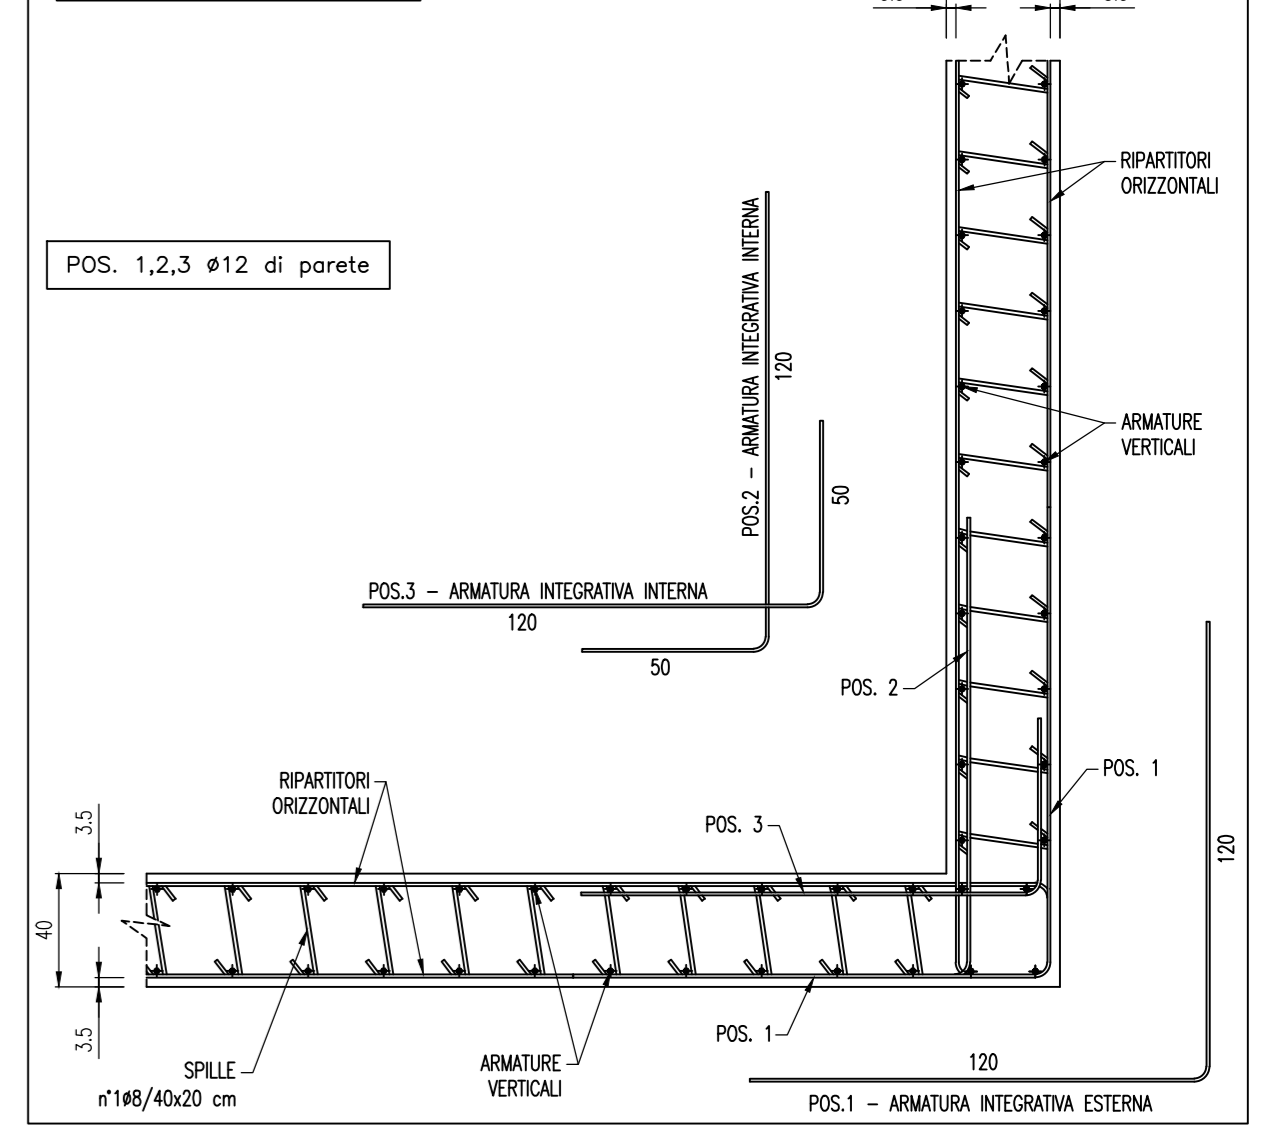 RIPARTITORI
ORIZZONTALI
POS.2 - ARMATURA INTEGRATIVA INTERNA
120
POS. 1,2,3 ø12 di parete
ARMATURE
VERTICALI
50
POS.3 - ARMATURA INTEGRATIVA INTERNA
120
50
POS. 2
POS. 1
RIPARTITORI
ORIZZONTALI
3.5
POS. 3
120
40
3.5
POS. 1
SPILLE
n°1ø8/40x20 cm
ARMATURE
VERTICALI
120
POS.1 - ARMATURA INTEGRATIVA ESTERNA